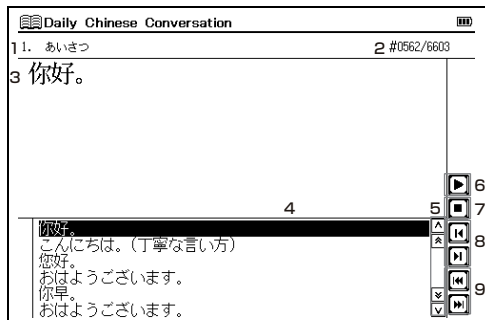 Daily Chinese Conversation
1 1. あいさつ 2 #0562/6603
3 你好。
6
4 5 7
你好。
こんにちは。(丁寧な言い方)
8
您好。
おはようございます。
你早。
9
おはようございます。